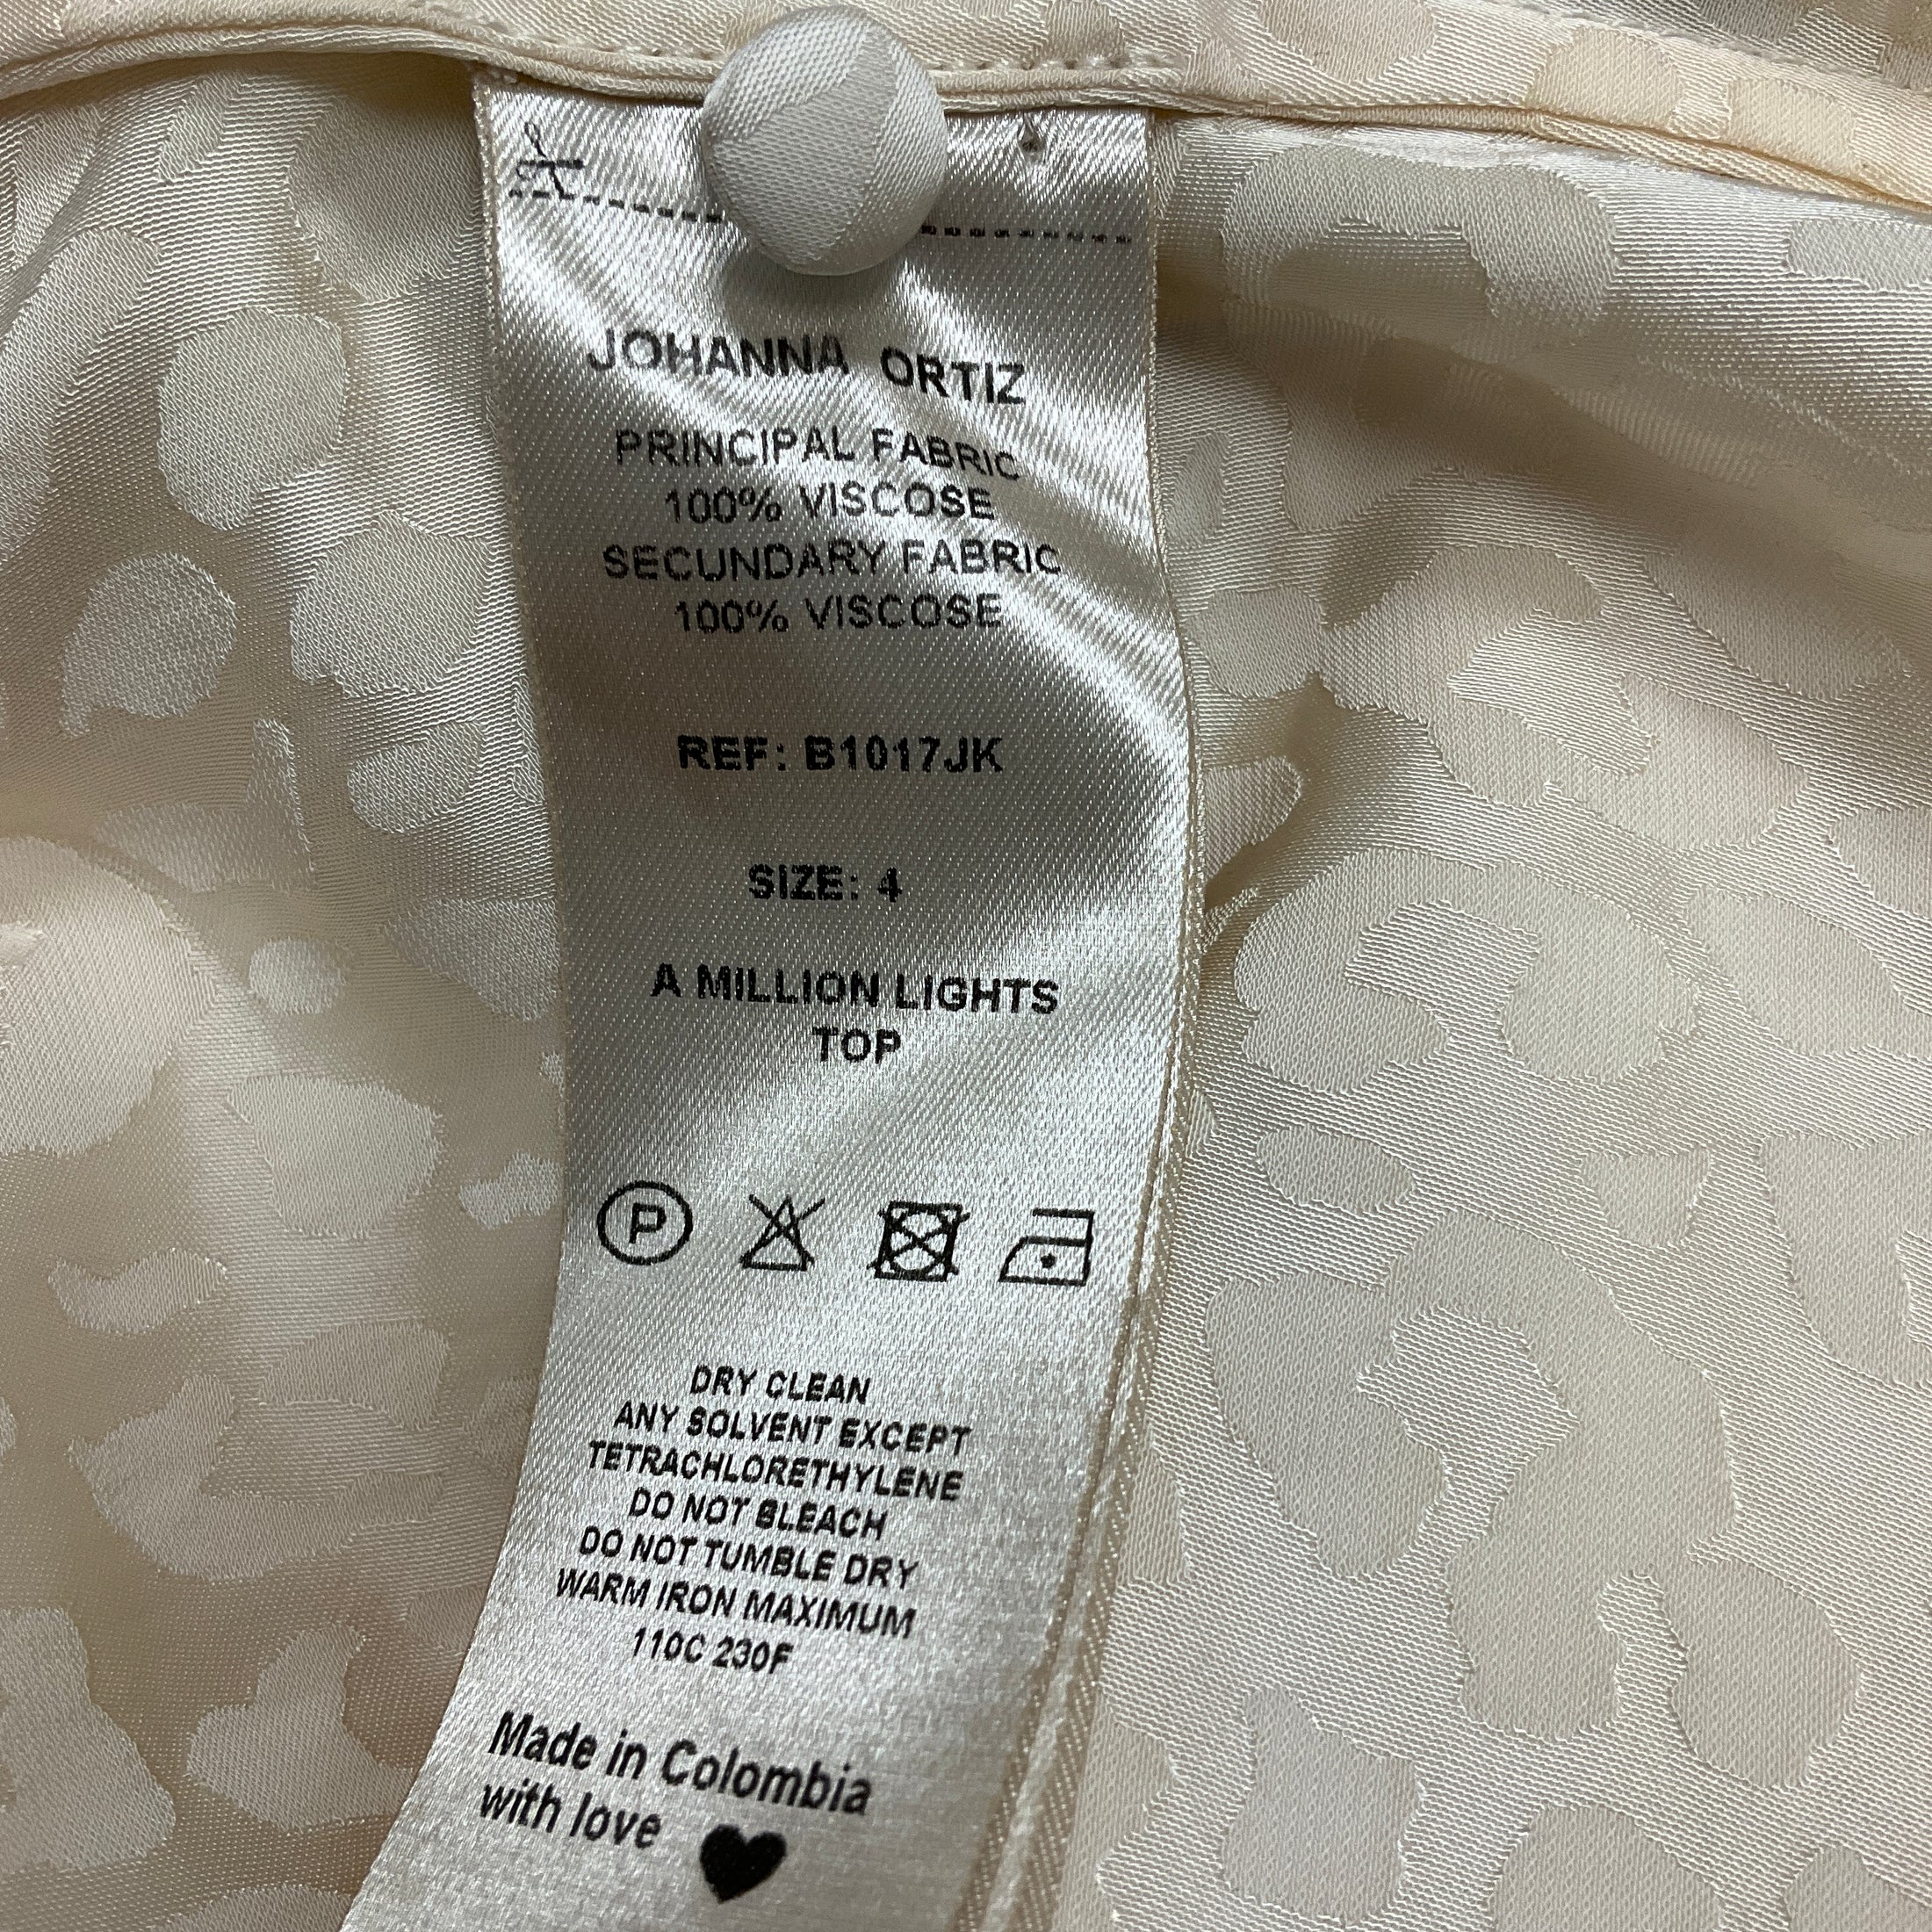 JOHANNA ORTIZ
PRINCIPAL FABRIC
100% VISCOSE
SECUNDARY FABRIC
100% VISCOSE
REF: B1017JK
SIZE: 4
A MILLION LIGHTS
TOP
P
DRY CLEAN
ANY SOLVENT EXCEPT
TETRACHLORETHYLENE
DO NOT BLEACH
DO NOT TUMBLE DRY
WARM IRON MAXIMUM
110C 230F
Made in Colombia
with love